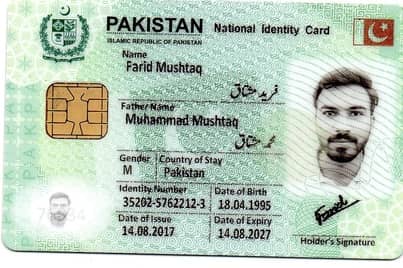 PAKISTAN National Identity Card
ISLAMIC REPUBLIC OF PAKISTAN
Name
Farid Mushtaq
فرید مشتاق
Father Name
Muhammad Mushtaq
محمد مشتاق
Gender Country of Stay
M Pakistan
Identity Number Date of Birth
35202-5762212-3 18.04.1995
Date of Issue Date of Expiry
14.08.2017 14.08.2027
Holder's Signature